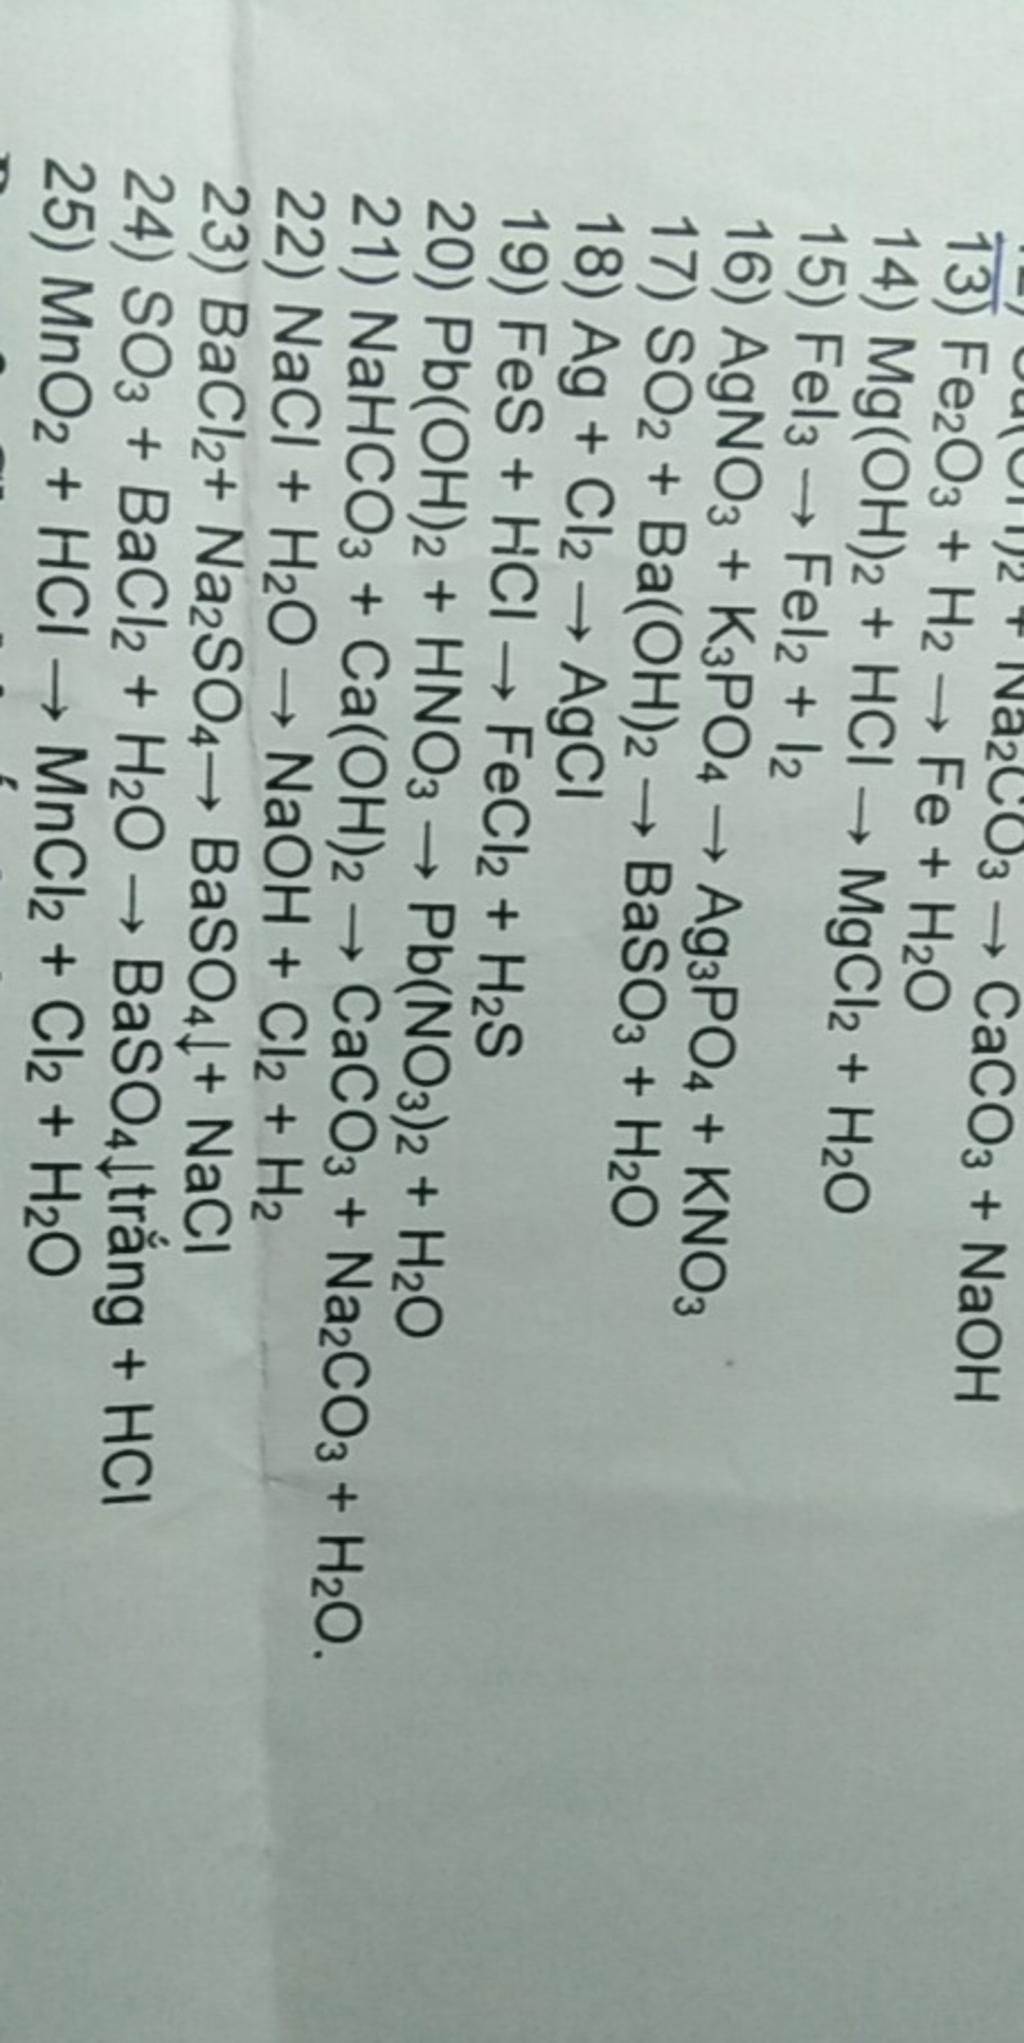 + Na₂CO₃ → CaCO₃ + NaOH
13) Fe₂O₃ + H₂ → Fe + H₂O
14) Mg(OH)₂ + HCl → MgCl₂ + H₂O
15) FeI₃ → FeI₂ + I₂
16) AgNO₃ + K₃PO₄ → Ag₃PO₄ + KNO₃
17) SO₂ + Ba(OH)₂ → BaSO₃ + H₂O
18) Ag + Cl₂ → AgCl
19) FeS + HCl → FeCl₂ + H₂S
20) Pb(OH)₂ + HNO₃ → Pb(NO₃)₂ + H₂O
21) NaHCO₃ + Ca(OH)₂ → CaCO₃ + Na₂CO₃ + H₂O.
22) NaCl + H₂O → NaOH + Cl₂ + H₂
23) BaCl₂+ Na₂SO₄→ BaSO₄↓+ NaCl
24) SO₃ + BaCl₂ + H₂O → BaSO₄↓trắng + HCl
25) MnO₂ + HCl → MnCl₂ + Cl₂ + H₂O